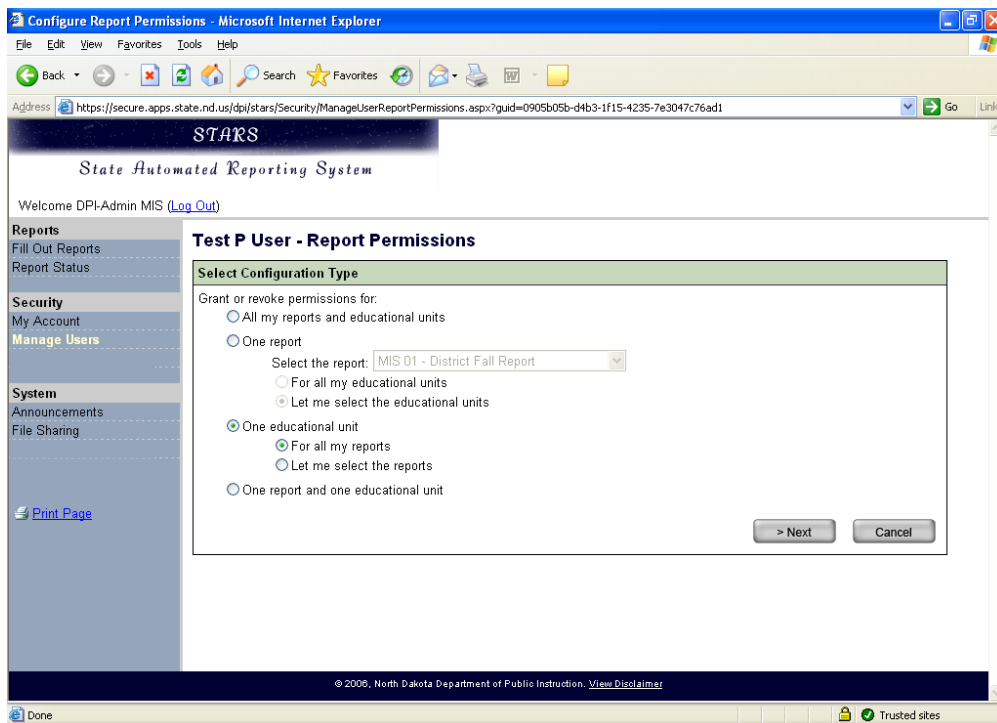 Configure Report Permissions - Microsoft Internet Explorer
File Edit View Favorites Tools Help
Back Search Favorites
Address https://secure.apps.state.nd.us/dpi/stars/Security/ManageUserReportPermissions.aspx?guid=0905b05b-d4b3-1f15-4235-7e3047c76ad1 Go Link
STARS
State Automated Reporting System
Welcome DPI-Admin MIS (Log Out)
Reports
Fill Out Reports
Report Status
Security
My Account
Manage Users
System
Announcements
File Sharing
Print Page
Test P User - Report Permissions
Select Configuration Type
Grant or revoke permissions for:
All my reports and educational units
One report
Select the report: MIS 01 - District Fall Report
For all my educational units
Let me select the educational units
One educational unit
For all my reports
Let me select the reports
One report and one educational unit
> Next Cancel
© 2006, North Dakota Department of Public Instruction. View Disclaimer
Done Trusted sites